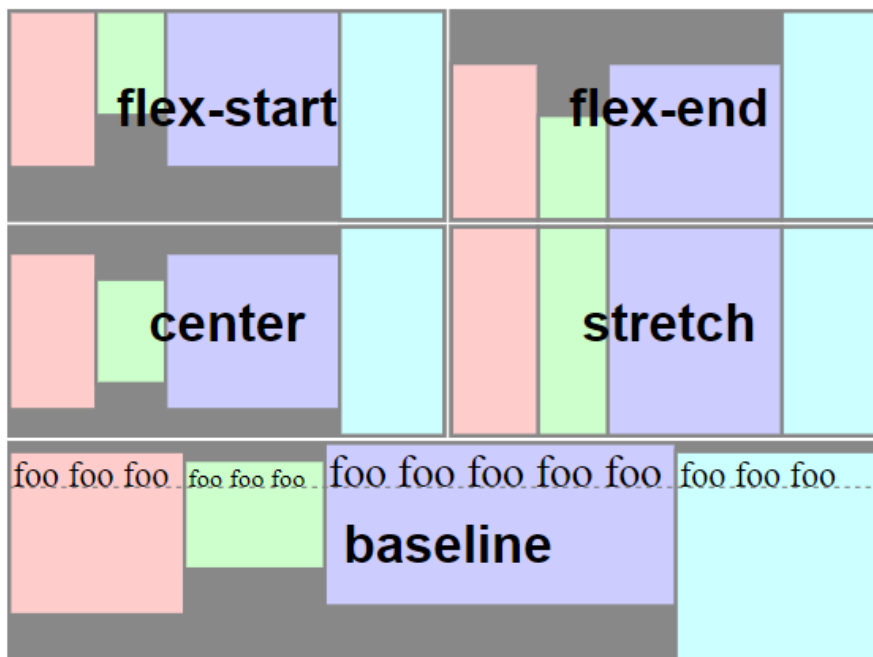 flex-start
flex-end
center
stretch
foo foo foo
foo foo foo
foo foo foo foo foo
foo foo foo
baseline